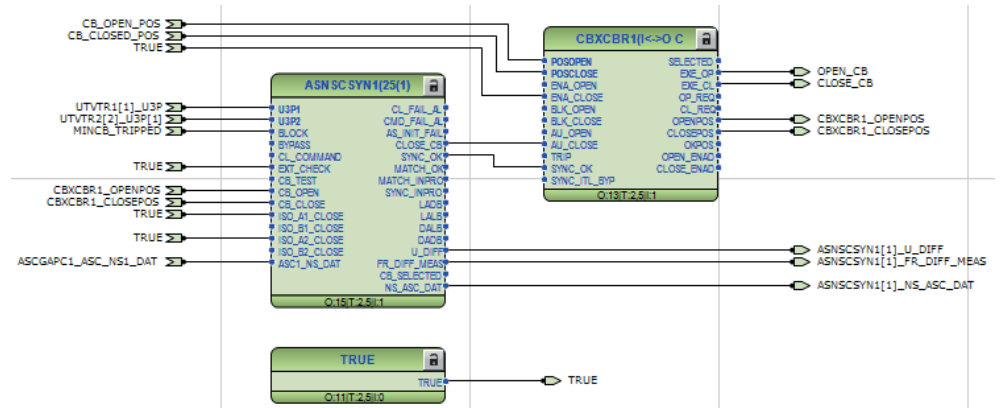 CB_OPEN_POS
CB_CLOSED_POS
TRUE
CBXCBR1(I<->O C
POSOPEN SELECTED
POSCLOSE EXE_OP
ENA_OPEN EXE_CL
ENA_CLOSE OP_REQ
BLK_OPEN CL_REQ
BLK_CLOSE OPENPOS
AU_OPEN CLOSEPOS
AU_CLOSE OKPOS
TRIP OPEN_ENAD
SYNC_OK CLOSE_ENAD
SYNC_ITL_BYP
O:13|T:2,5|I:1
OPEN_CB
CLOSE_CB
CBXCBR1_OPENPOS
CBXCBR1_CLOSEPOS
UTVTR1[1]_U3P
UTVTR2[2]_U3P[1]
MINCB_TRIPPED
TRUE
CBXCBR1_OPENPOS
CBXCBR1_CLOSEPOS
TRUE
TRUE
ASCGAPC1_ASC_NS1_DAT
ASNSCSYN1(25(1)
U3P1 CL_FAIL_AL
U3P2 CMD_FAIL_AL
BLOCK AS_INIT_FAIL
BYPASS CLOSE_CB
CL_COMMAND SYNC_OK
EXT_CHECK MATCH_OK
CB_TEST MATCH_INPRO
CB_OPEN SYNC_INPRO
CB_CLOSE LADB
ISO_A1_CLOSE LALB
ISO_B1_CLOSE DALB
ISO_A2_CLOSE DADB
ISO_B2_CLOSE U_DIFF
ASC1_NS_DAT FR_DIFF_MEAS
CB_SELECTED
NS_ASC_DAT
O:15|T:2,5|I:1
ASNSCSYN1[1]_U_DIFF
ASNSCSYN1[1]_FR_DIFF_MEAS
ASNSCSYN1[1]_NS_ASC_DAT
TRUE
TRUE
O:11|T:2,5|I:0
TRUE